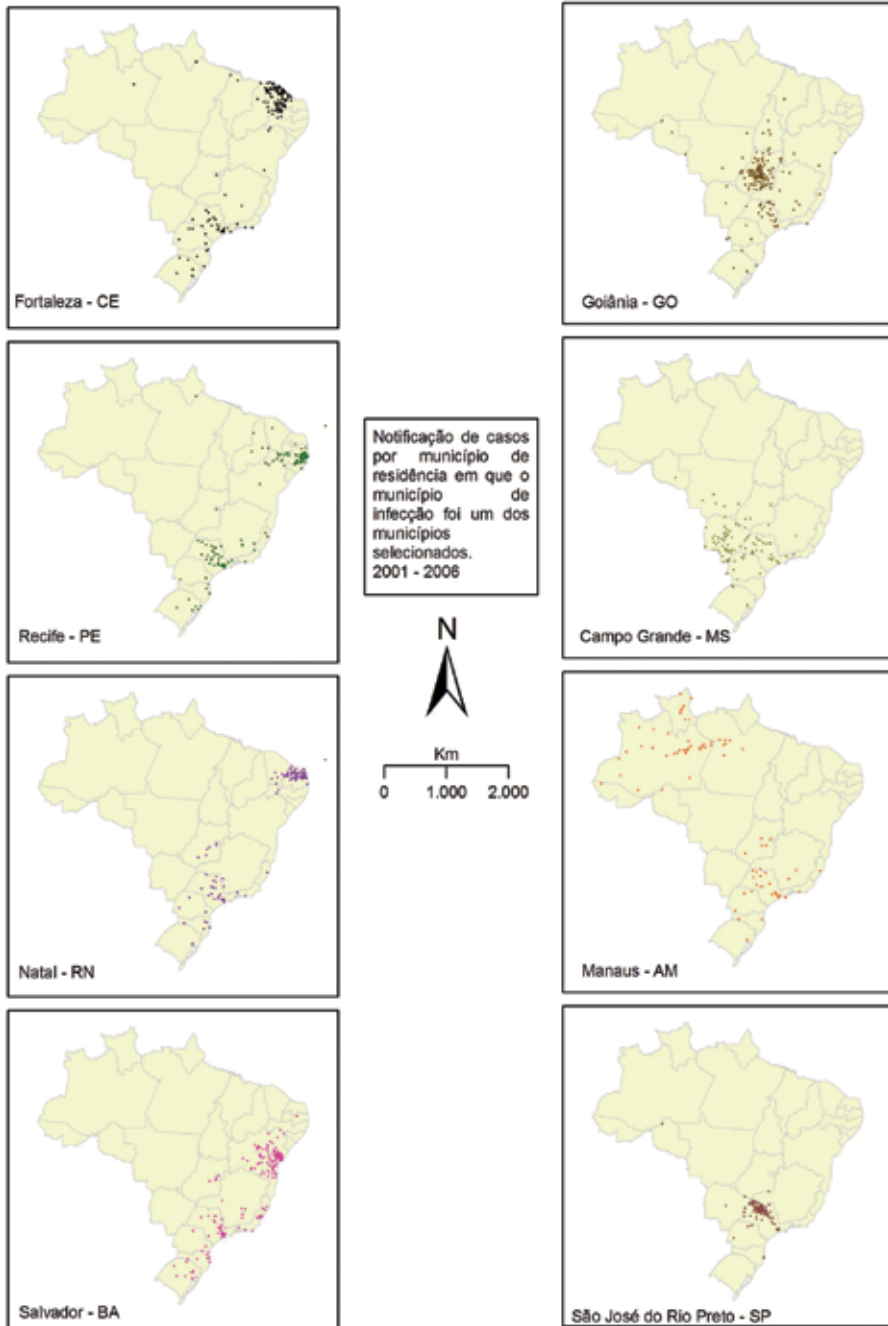 Fortaleza - CE
Goiânia - GO
Recife - PE
Notificação de casos
por município de
residência em que o
município de
infecção foi um dos
municípios
selecionados.
2001 - 2006
N
Km
0 1.000 2.000
Campo Grande - MS
Natal - RN
Manaus - AM
Salvador - BA
São José do Rio Preto - SP